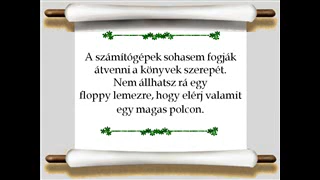 A számítógépek sohasem fogják
átvenni a könyvek szerepét.
Nem állhatsz rá egy
floppy lemezre, hogy elérj valamit
egy magas polcon.